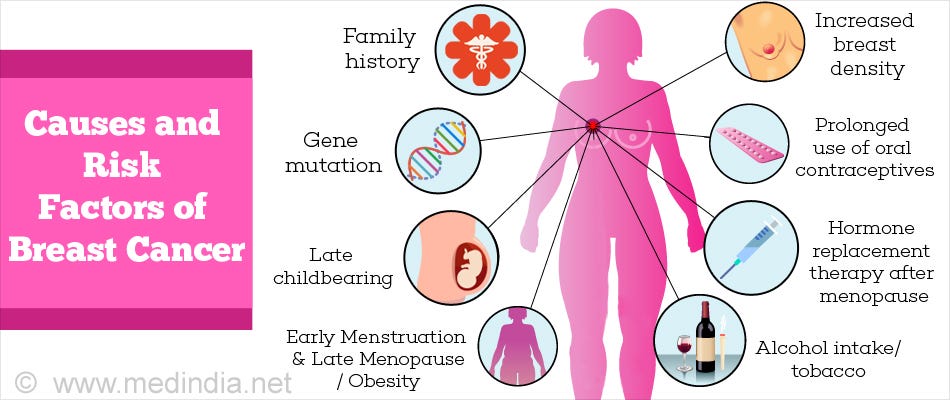 Causes and
Risk
Factors of
Breast Cancer
Family
history
Gene
mutation
Late
childbearing
Early Menstruation
& Late Menopause
/ Obesity
Increased
breast
density
Prolonged
use of oral
contraceptives
Hormone
replacement
therapy after
menopause
Alcohol intake/
tobacco
© www.medindia.net